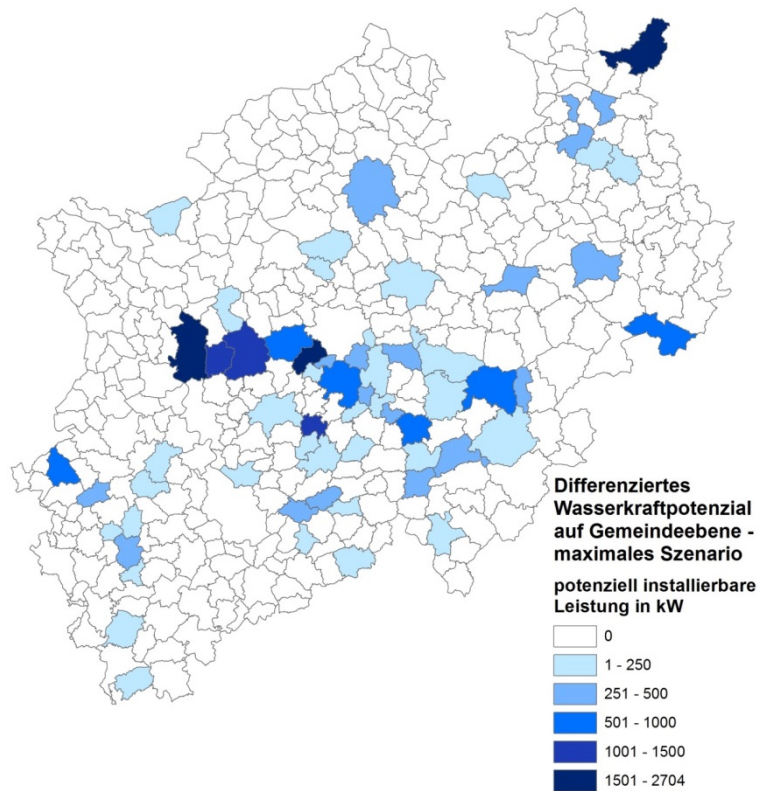 Differenziertes
Wasserkraftpotenzial
auf Gemeindeebene -
maximales Szenario
potenziell installierbare
Leistung in kW
0
1 - 250
251 - 500
501 - 1000
1001 - 1500
1501 - 2704